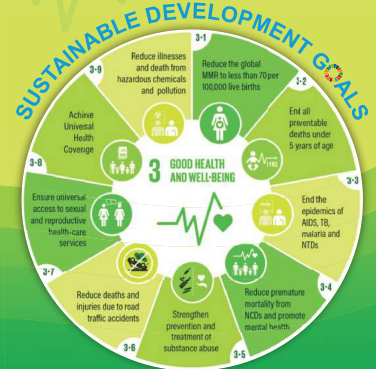 SUSTAINABLE DEVELOPMENT GOALS
3·1
Reduce the global
MMR to less than 70 per
100,000 live births
3·2
End all
preventable
deaths under
5 years of age
3·3
End the
epidemics of
AIDS, TB,
malaria and
NTDs
3·4
Reduce premature
mortality from
NCDs and promote
mental health
3·5
Strengthen
prevention and
treatment of
substance abuse
3·6
Reduce deaths and
injuries due to road
traffic accidents
3·7
Ensure universal
access to sexual
and reproductive
health-care
services
3·8
Achieve
Univesal
Health
Coverage
3·9
Reduce illnesses
and death from
hazardous chemicals
and pollution
3 GOOD HEALTH
AND WELL-BEING